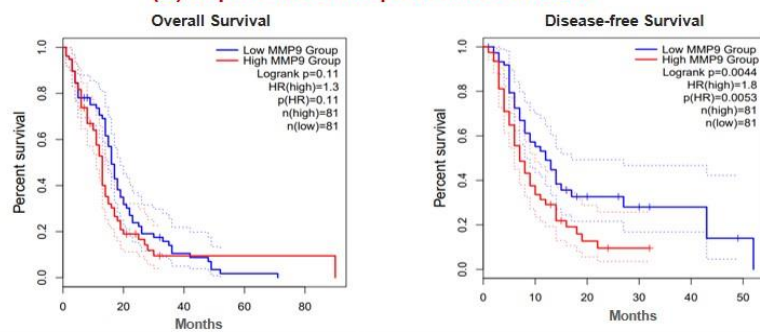 Overall Survival
Low MMP9 Group
High MMP9 Group
Logrank p=0.11
HR(high)=1.3
p(HR)=0.11
n(high)=81
n(low)=81
Percent survival
1.0
0.8
0.6
0.4
0.2
0.0
0 20 40 60 80
Months
Disease-free Survival
Low MMP9 Group
High MMP9 Group
Logrank p=0.0044
HR(high)=1.8
p(HR)=0.0053
n(high)=81
n(low)=81
Percent survival
1.0
0.8
0.6
0.4
0.2
0.0
0 10 20 30 40 50
Months